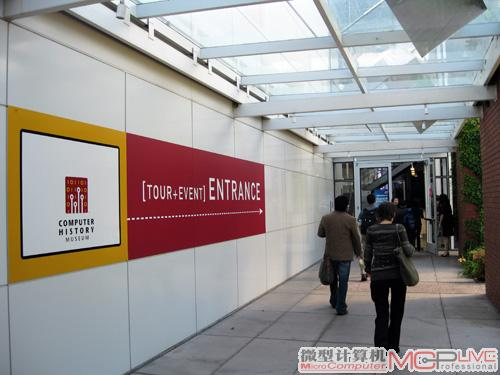 COMPUTER
HISTORY
MUSEUM
[TOUR+EVENT] ENTRANCE
微型计算机
MicroComputer
MCPLIVE
Professional